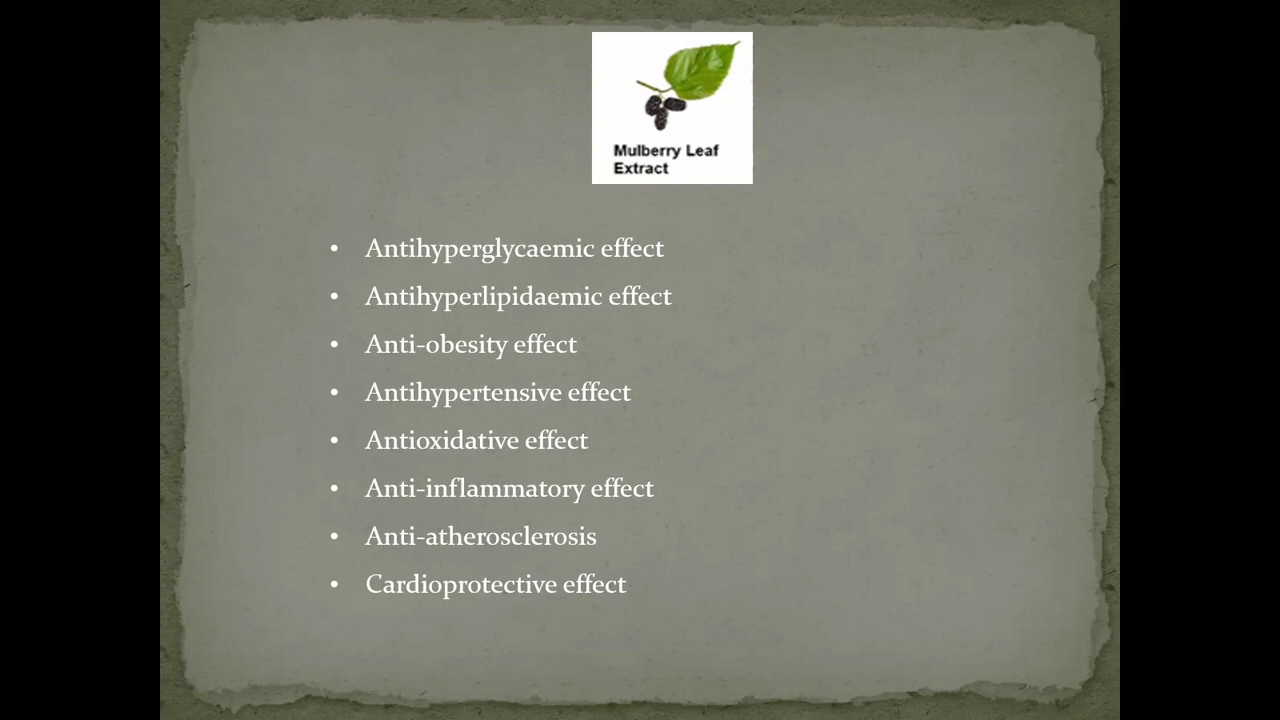 Mulberry Leaf
Extract
• Antihyperglycaemic effect
• Antihyperlipidaemic effect
• Anti-obesity effect
• Antihypertensive effect
• Antioxidative effect
• Anti-inflammatory effect
• Anti-atherosclerosis
• Cardioprotective effect